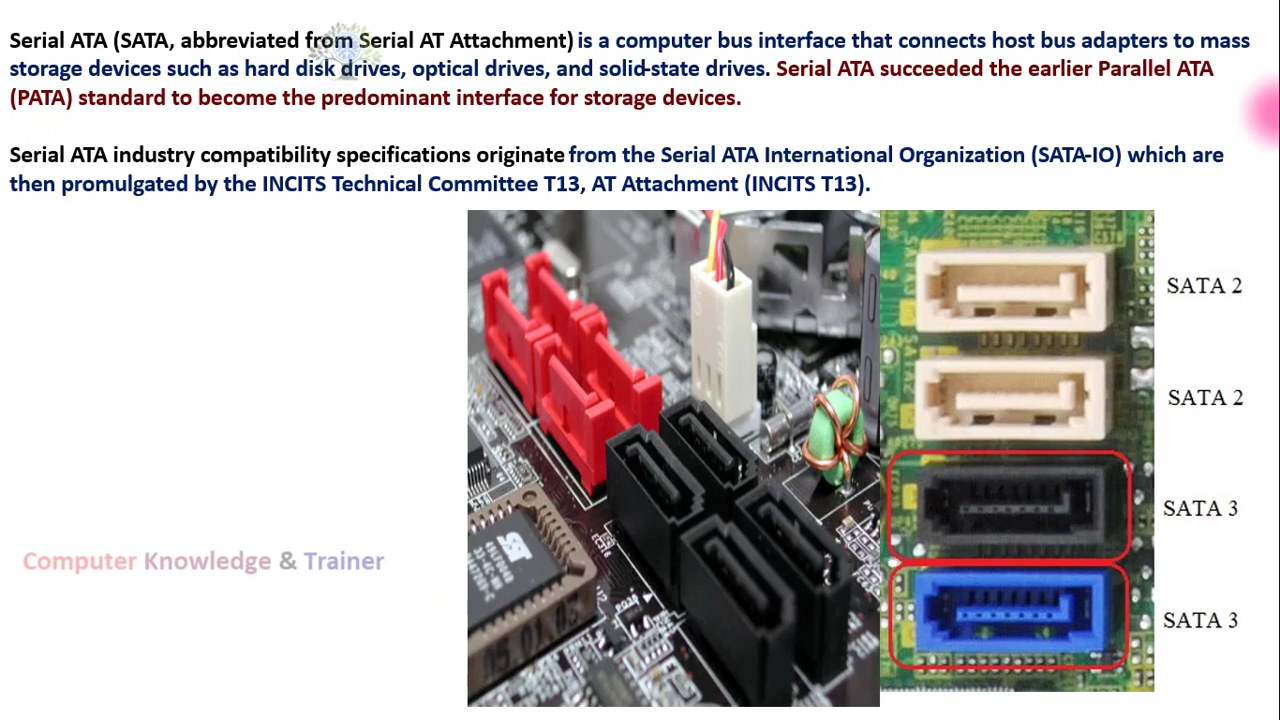 Serial ATA (SATA, abbreviated from Serial AT Attachment) is a computer bus interface that connects host bus adapters to mass
storage devices such as hard disk drives, optical drives, and solid-state drives. Serial ATA succeeded the earlier Parallel ATA
(PATA) standard to become the predominant interface for storage devices.
Serial ATA industry compatibility specifications originate from the Serial ATA International Organization (SATA-IO) which are
then promulgated by the INCITS Technical Committee T13, AT Attachment (INCITS T13).
SATA 2
SATA 2
SATA 3
SATA 3
Computer Knowledge & Trainer
SST